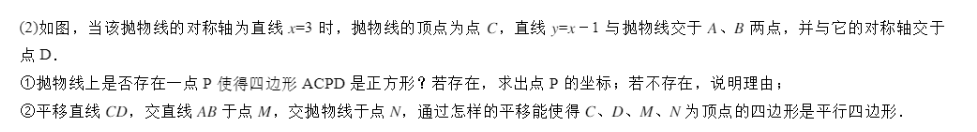 (2)如图，当该抛物线的对称轴为直线 x=3 时，抛物线的顶点为点 C，直线 y=x－1 与抛物线交于 A、B 两点，并与它的对称轴交于
点 D．
①抛物线上是否存在一点 P 使得四边形 ACPD 是正方形？若存在，求出点 P 的坐标；若不存在，说明理由；
②平移直线 CD，交直线 AB 于点 M，交抛物线于点 N，通过怎样的平移能使得 C、D、M、N 为顶点的四边形是平行四边形．